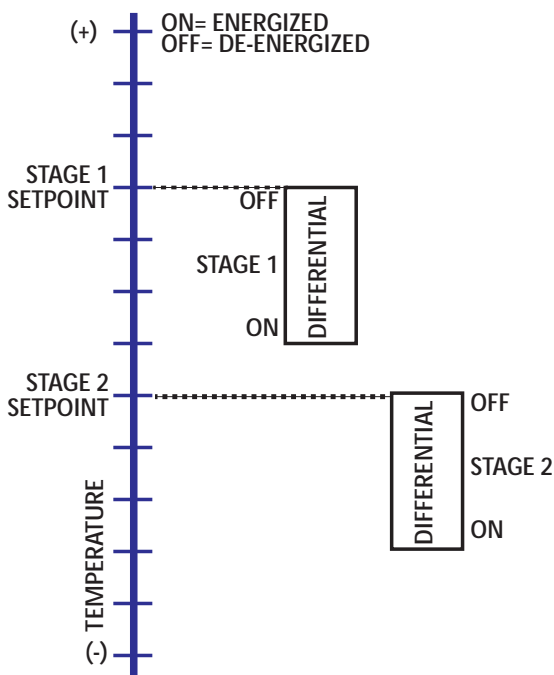 (+)
ON= ENERGIZED
OFF= DE-ENERGIZED
STAGE 1
SETPOINT
OFF
STAGE 1
ON
DIFFERENTIAL
STAGE 2
SETPOINT
DIFFERENTIAL
OFF
STAGE 2
ON
TEMPERATURE
(-)